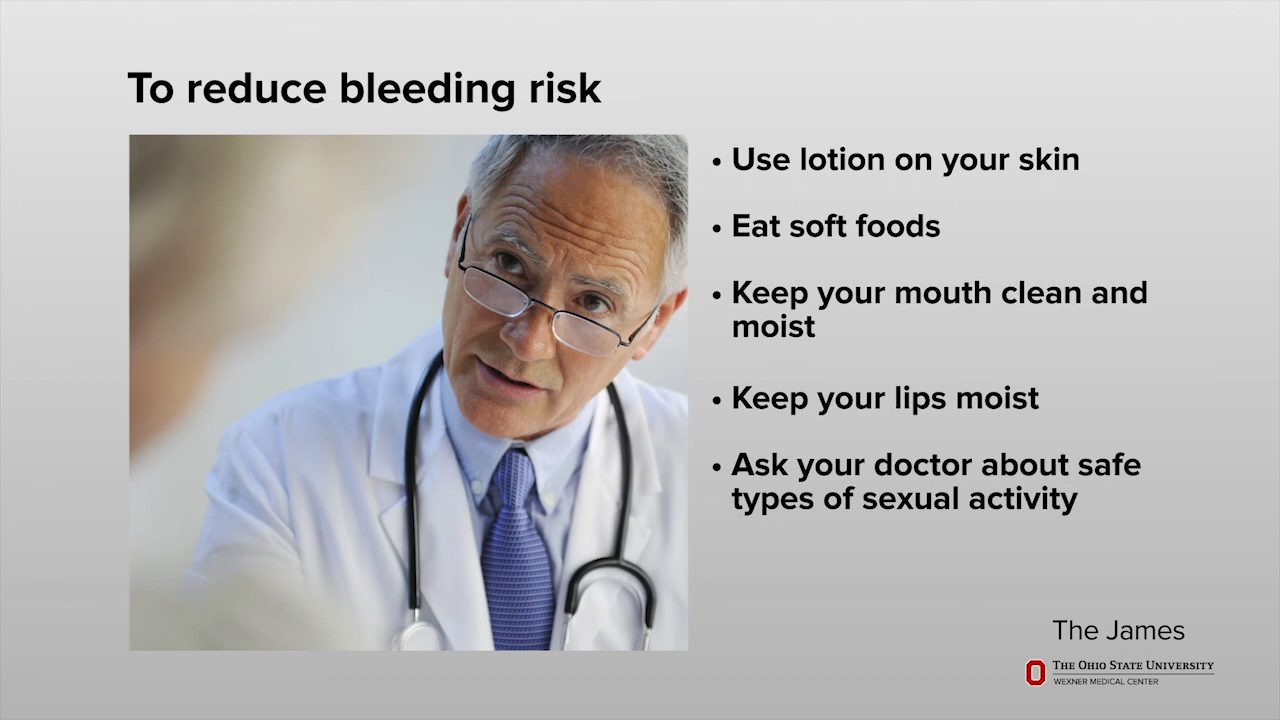 To reduce bleeding risk
• Use lotion on your skin
• Eat soft foods
• Keep your mouth clean and
moist
• Keep your lips moist
• Ask your doctor about safe
types of sexual activity
The James
THE OHIO STATE UNIVERSITY
WEXNER MEDICAL CENTER